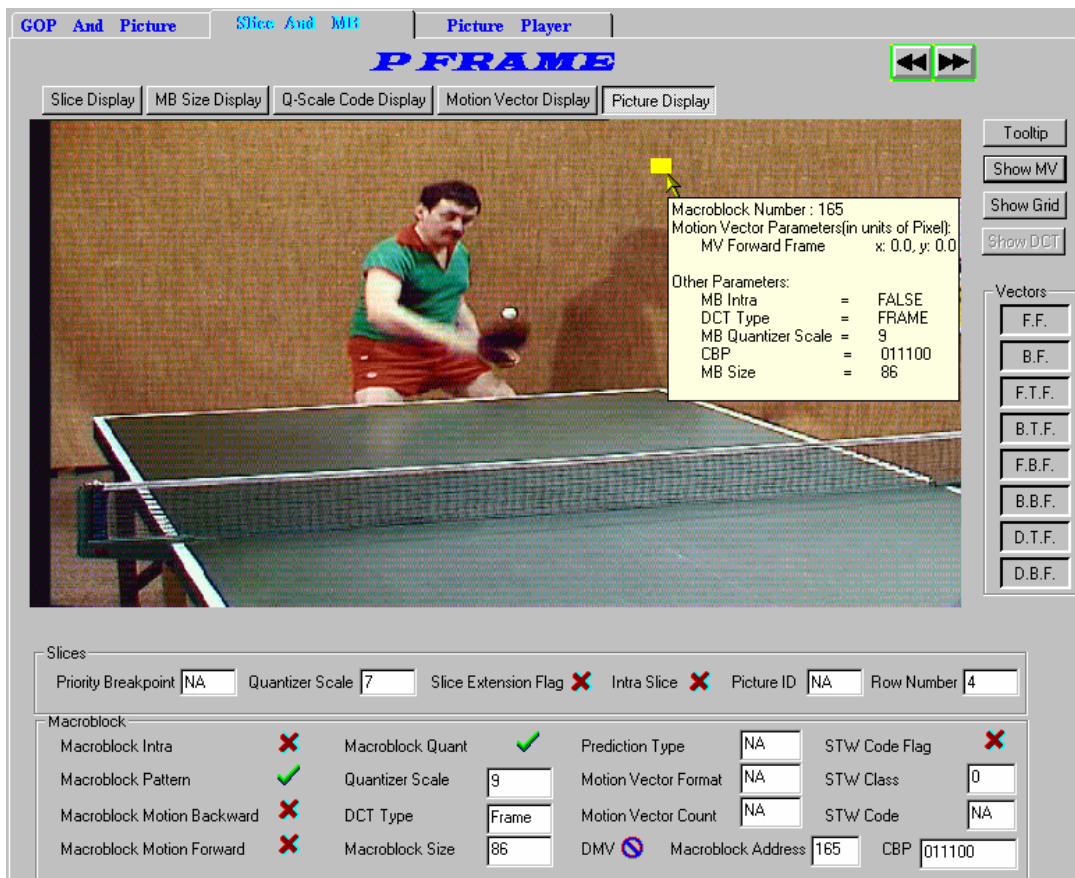 GOP And Picture
Slice And MB
Picture Player
P FRAME
Slice Display
MB Size Display
Q-Scale Code Display
Motion Vector Display
Picture Display
Tooltip
Show MV
Show Grid
Show DCT
Macroblock Number : 165
Motion Vector Parameters(in units of Pixel):
MV Forward Frame x: 0.0, y: 0.0
Other Parameters:
MB Intra = FALSE
DCT Type = FRAME
MB Quantizer Scale = 9
CBP = 011100
MB Size = 86
Vectors
F.F.
B.F.
F.T.F.
B.T.F.
F.B.F.
B.B.F.
D.T.F.
D.B.F.
Slices
Priority Breakpoint NA Quantizer Scale 7 Slice Extension Flag Intra Slice Picture ID NA Row Number 4
Macroblock
Macroblock Intra Macroblock Quant Prediction Type NA STW Code Flag
Macroblock Pattern Quantizer Scale 9 Motion Vector Format NA STW Class 0
Macroblock Motion Backward DCT Type Frame Motion Vector Count NA STW Code NA
Macroblock Motion Forward Macroblock Size 86 DMV Macroblock Address 165 CBP 011100